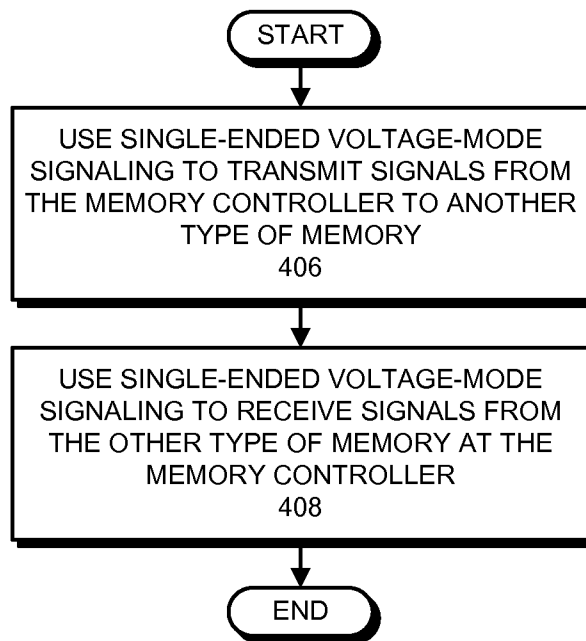 START
USE SINGLE-ENDED VOLTAGE-MODE
SIGNALING TO TRANSMIT SIGNALS FROM
THE MEMORY CONTROLLER TO ANOTHER
TYPE OF MEMORY
406
USE SINGLE-ENDED VOLTAGE-MODE
SIGNALING TO RECEIVE SIGNALS FROM
THE OTHER TYPE OF MEMORY AT THE
MEMORY CONTROLLER
408
END